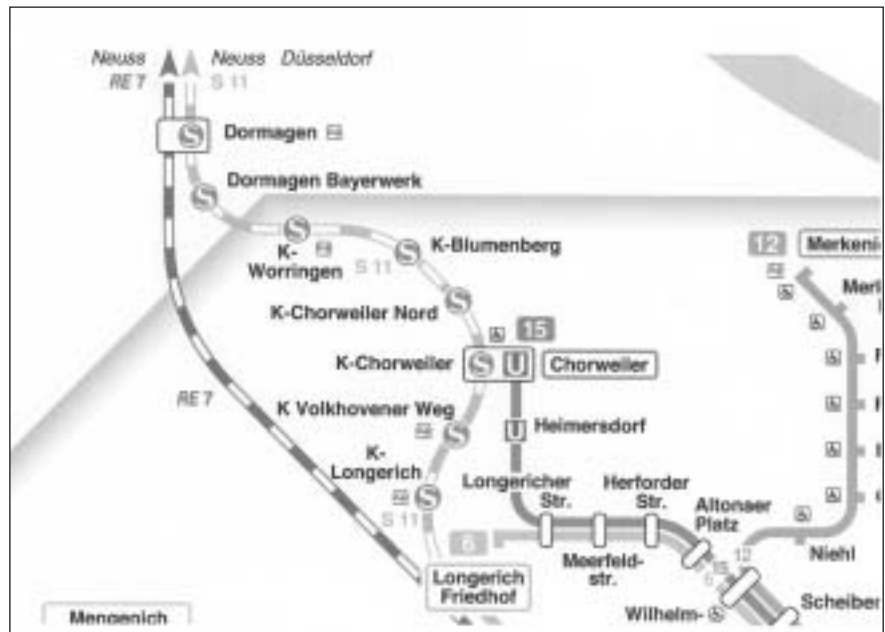 Neuss Neuss Düsseldorf
RE 7 S 11
S
Dormagen
S
Dormagen Bayerwerk
S
K-
Worringen
S 11
S
K-Blumenberg
12
K-Chorweiler Nord
S
15
K-Chorweiler
S
U
Chorweiler
RE 7
K Volkhovener Weg
S
U
Heimersdorf
K-
Longerich
S
S 11
Longericher
Str.
Herforder
Str.
Altonaer
Platz
6
Meerfeld-
str.
6
15
12
Niehl
Longerich
Friedhof
Wilhelm-
Mengenich